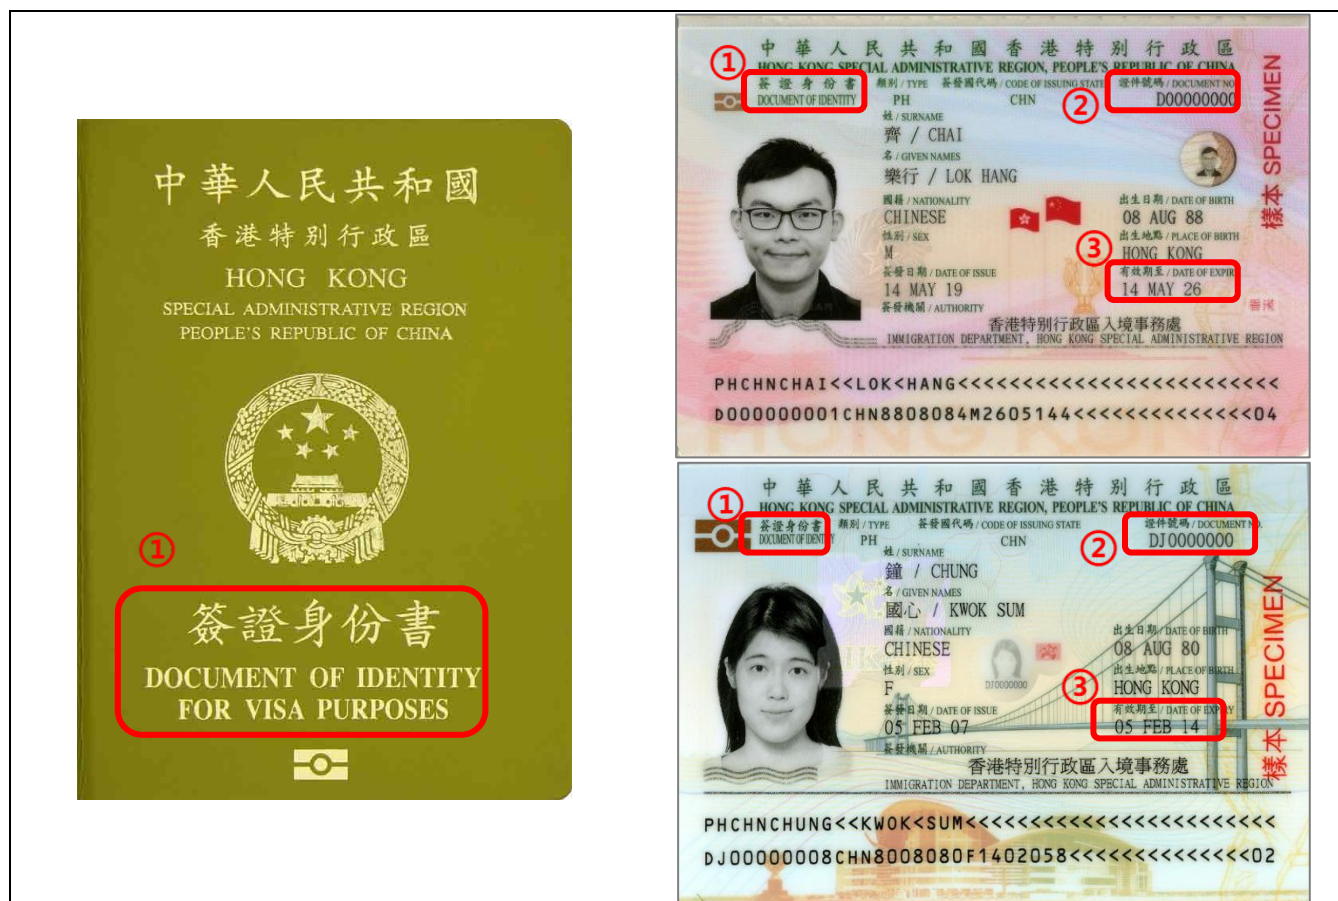 中華人民共和國
香港特別行政區
HONG KONG
SPECIAL ADMINISTRATIVE REGION
PEOPLE'S REPUBLIC OF CHINA
①
簽證身份書
DOCUMENT OF IDENTITY
FOR VISA PURPOSES
中華人民共和國香港特別行政區
HONG KONG SPECIAL ADMINISTRATIVE REGION, PEOPLE'S REPUBLIC OF CHINA
①
簽證身份書 類別 / TYPE 簽發國代碼 / CODE OF ISSUING STATE 證件號碼 / DOCUMENT NO.
DOCUMENT OF IDENTITY PH CHN ② D00000000
姓 / SURNAME
齊 / CHAI
名 / GIVEN NAMES
樂行 / LOK HANG
國籍 / NATIONALITY 出生日期 / DATE OF BIRTH
CHINESE 08 AUG 88
性別 / SEX 出生地點 / PLACE OF BIRTH
M ③ HONG KONG
簽發日期 / DATE OF ISSUE 有效期至 / DATE OF EXPIR
14 MAY 19 14 MAY 26
簽發機關 / AUTHORITY
香港特別行政區入境事務處
IMMIGRATION DEPARTMENT, HONG KONG SPECIAL ADMINISTRATIVE REGION
樣本 SPECIMEN
香港
PHCHNCHAI<<LOK<HANG<<<<<<<<<<<<<<<<<<<<<<<<<
D000000001CHN8808084M2605144<<<<<<<<<<<<<<04
HONG KONG
中華人民共和國香港特別行政區
HONG KONG SPECIAL ADMINISTRATIVE REGION, PEOPLE'S REPUBLIC OF CHINA
①
簽證身份書 類別 / TYPE 簽發國代碼 / CODE OF ISSUING STATE 證件號碼 / DOCUMENT NO.
DOCUMENT OF IDENTITY PH CHN ② DJ0000000
姓 / SURNAME
鐘 / CHUNG
名 / GIVEN NAMES
國心 / KWOK SUM
國籍 / NATIONALITY 出生日期 / DATE OF BIRTH
CHINESE 08 AUG 80
性別 / SEX 出生地點 / PLACE OF BIRTH
F DJ0000000 ③ HONG KONG
簽發日期 / DATE OF ISSUE 有效期至 / DATE OF EXPIRY
05 FEB 07 05 FEB 14
簽發機關 / AUTHORITY
香港特別行政區入境事務處
IMMIGRATION DEPARTMENT, HONG KONG SPECIAL ADMINISTRATIVE REGION
樣本 SPECIMEN
PHCHNCHUNG<<KWOK<SUM<<<<<<<<<<<<<<<<<<<<<<<<
DJ00000008CHN8008080F1402058<<<<<<<<<<<<<<02